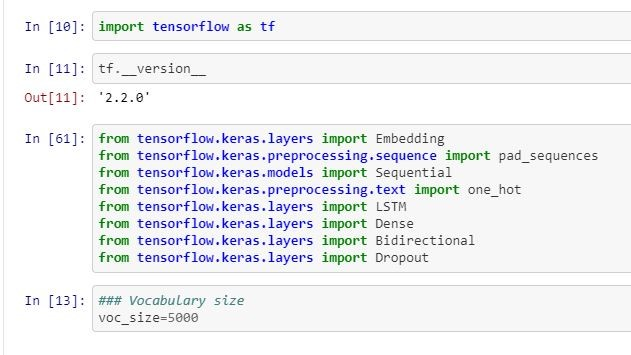 In [10]: import tensorflow as tf
In [11]: tf.__version__
Out[11]: '2.2.0'
In [61]: from tensorflow.keras.layers import Embedding
from tensorflow.keras.preprocessing.sequence import pad_sequences
from tensorflow.keras.models import Sequential
from tensorflow.keras.preprocessing.text import one_hot
from tensorflow.keras.layers import LSTM
from tensorflow.keras.layers import Dense
from tensorflow.keras.layers import Bidirectional
from tensorflow.keras.layers import Dropout
In [13]: ### Vocabulary size
voc_size=5000